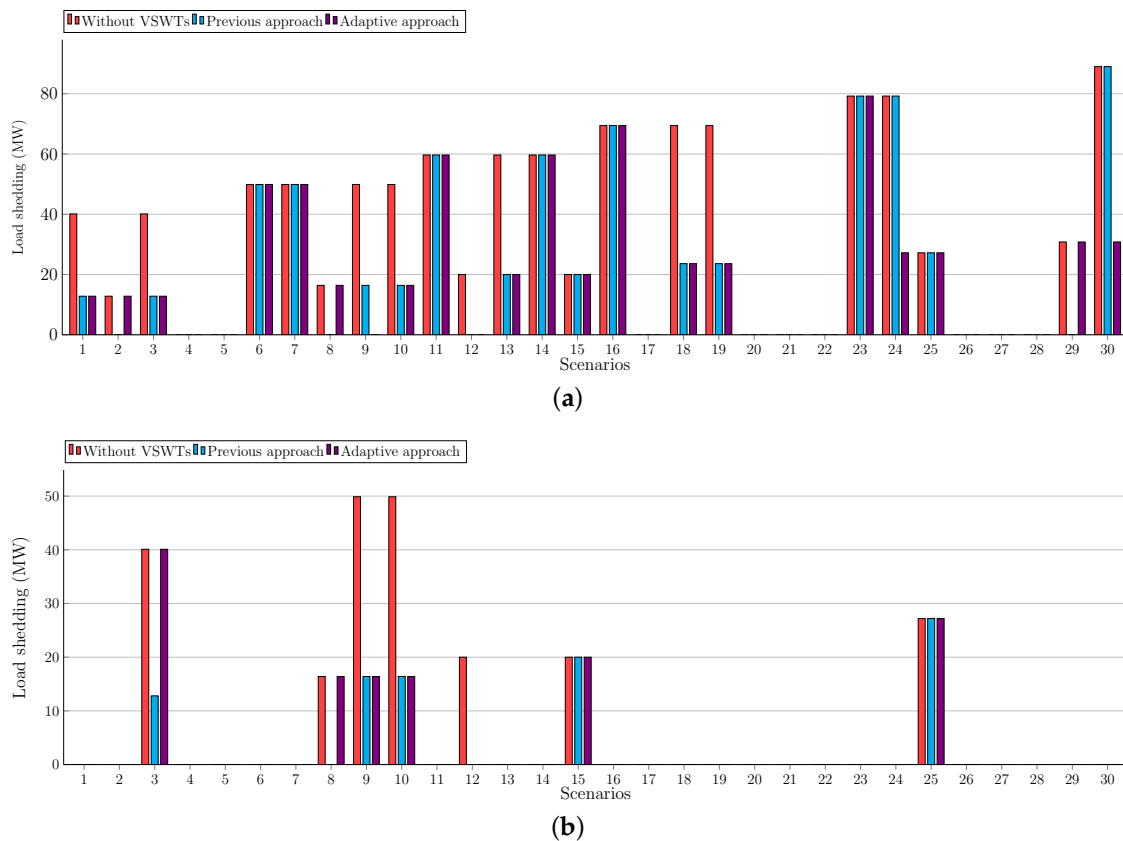 Without VSWTs Previous approach Adaptive approach
Load shedding (MW)
80
60
40
20
0
1 2 3 4 5 6 7 8 9 10 11 12 13 14 15 16 17 18 19 20 21 22 23 24 25 26 27 28 29 30
Scenarios
(a)
Without VSWTs Previous approach Adaptive approach
Load shedding (MW)
50
40
30
20
10
0
1 2 3 4 5 6 7 8 9 10 11 12 13 14 15 16 17 18 19 20 21 22 23 24 25 26 27 28 29 30
Scenarios
(b)